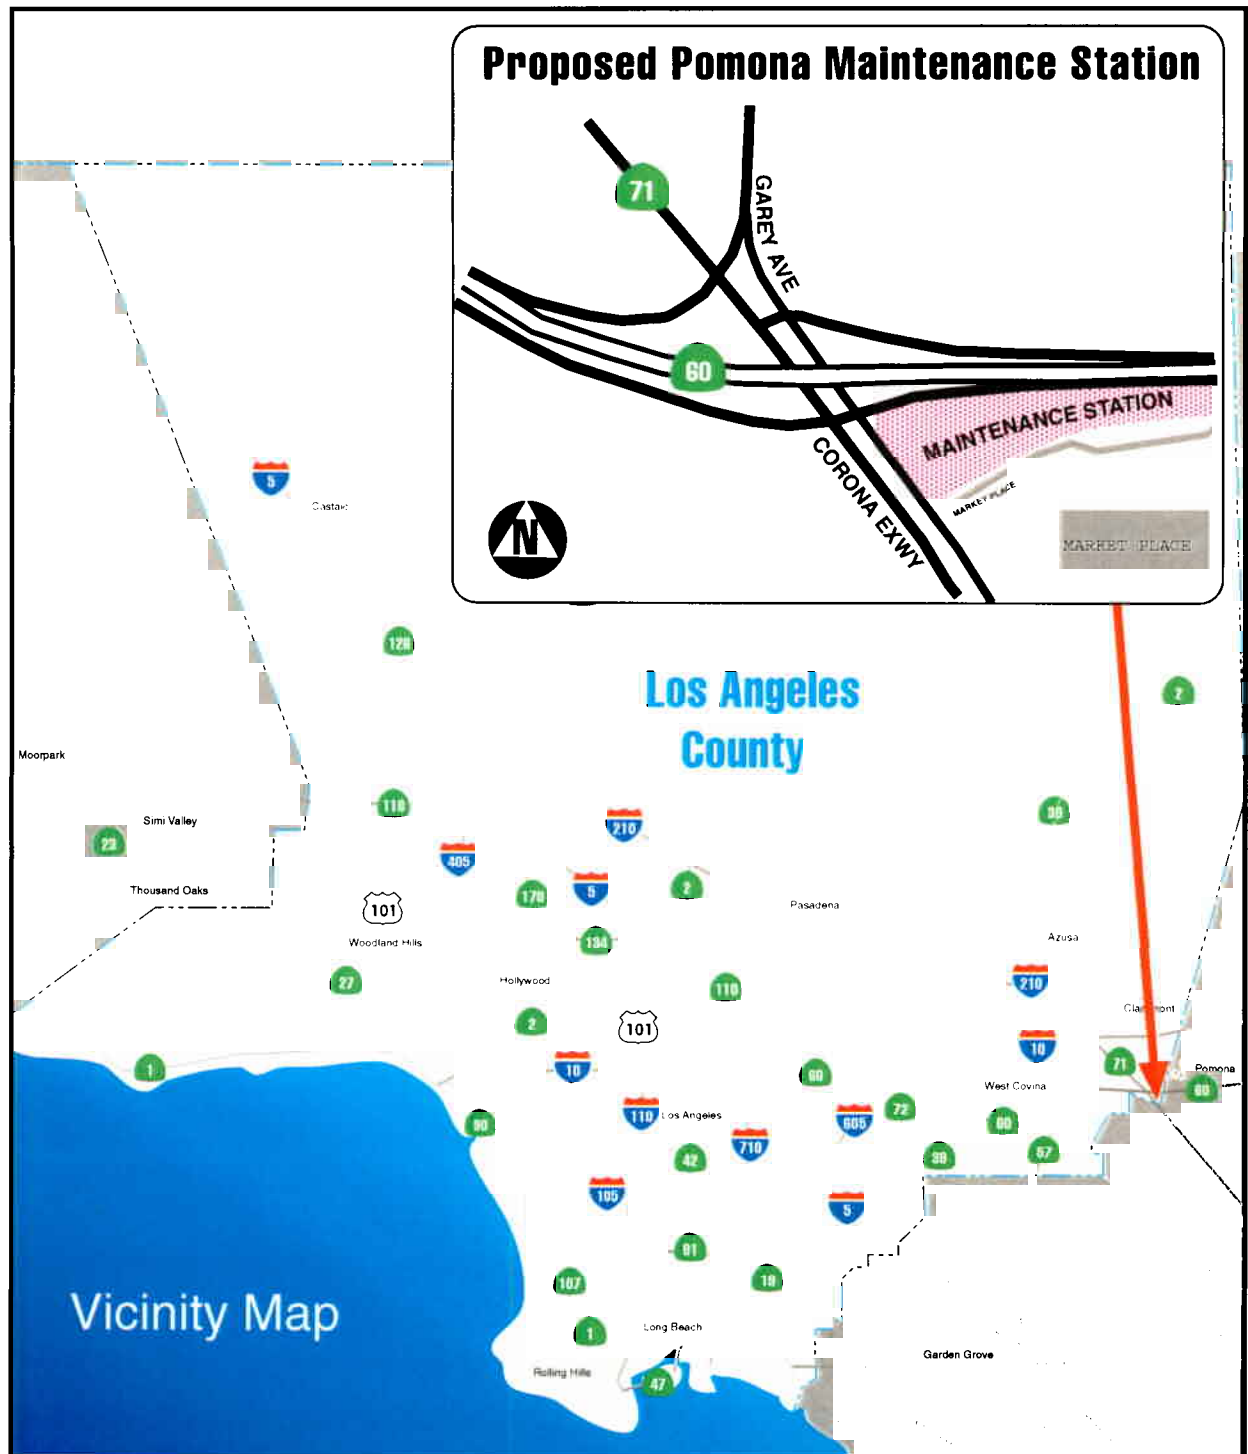 Proposed Pomona Maintenance Station
71
GAREY AVE
60
MAINTENANCE STATION
CORONA EXWY
MARKET PLACE
N
MARKET PLACE
5
Castaic
126
Los Angeles
County
2
Moorpark
118
39
Simi Valley
23
210
405
Thousand Oaks
170
5
2
101
Pasadena
Woodland Hills
134
Azusa
27
Hollywood
110
210
Claremont
2
101
10
1
10
60
71
Pomona
60
West Covina
90
110
Los Angeles
605
72
60
42
710
39
57
105
5
91
107
19
Vicinity Map
1
Long Beach
Garden Grove
Rolling Hills
47